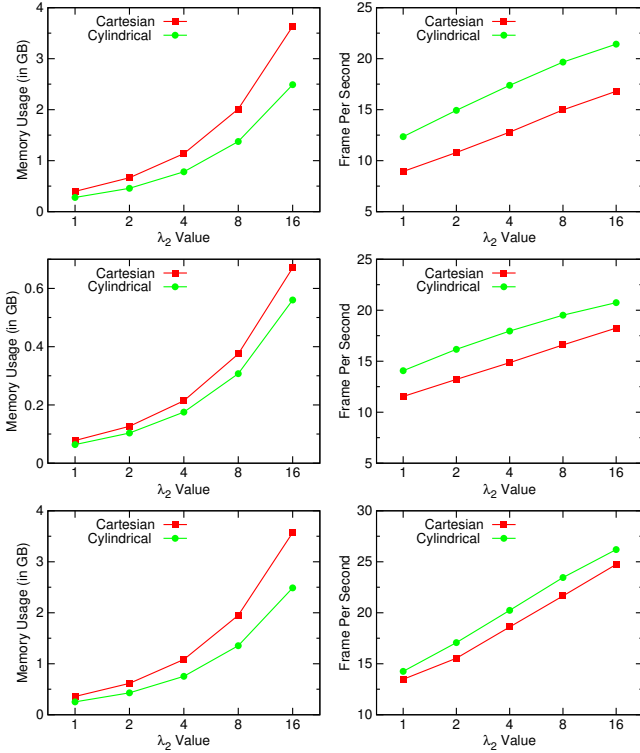 Memory Usage (in GB)
4
3
2
1
0
Cartesian
Cylindrical
1 2 4 8 16
λ2 Value
Frame Per Second
25
20
15
10
5
Cartesian
Cylindrical
1 2 4 8 16
λ2 Value
Memory Usage (in GB)
0.6
0.4
0.2
0
Cartesian
Cylindrical
1 2 4 8 16
λ2 Value
Frame Per Second
25
20
15
10
5
Cartesian
Cylindrical
1 2 4 8 16
λ2 Value
Memory Usage (in GB)
4
3
2
1
0
Cartesian
Cylindrical
1 2 4 8 16
λ2 Value
Frame Per Second
30
25
20
15
10
Cartesian
Cylindrical
1 2 4 8 16
λ2 Value